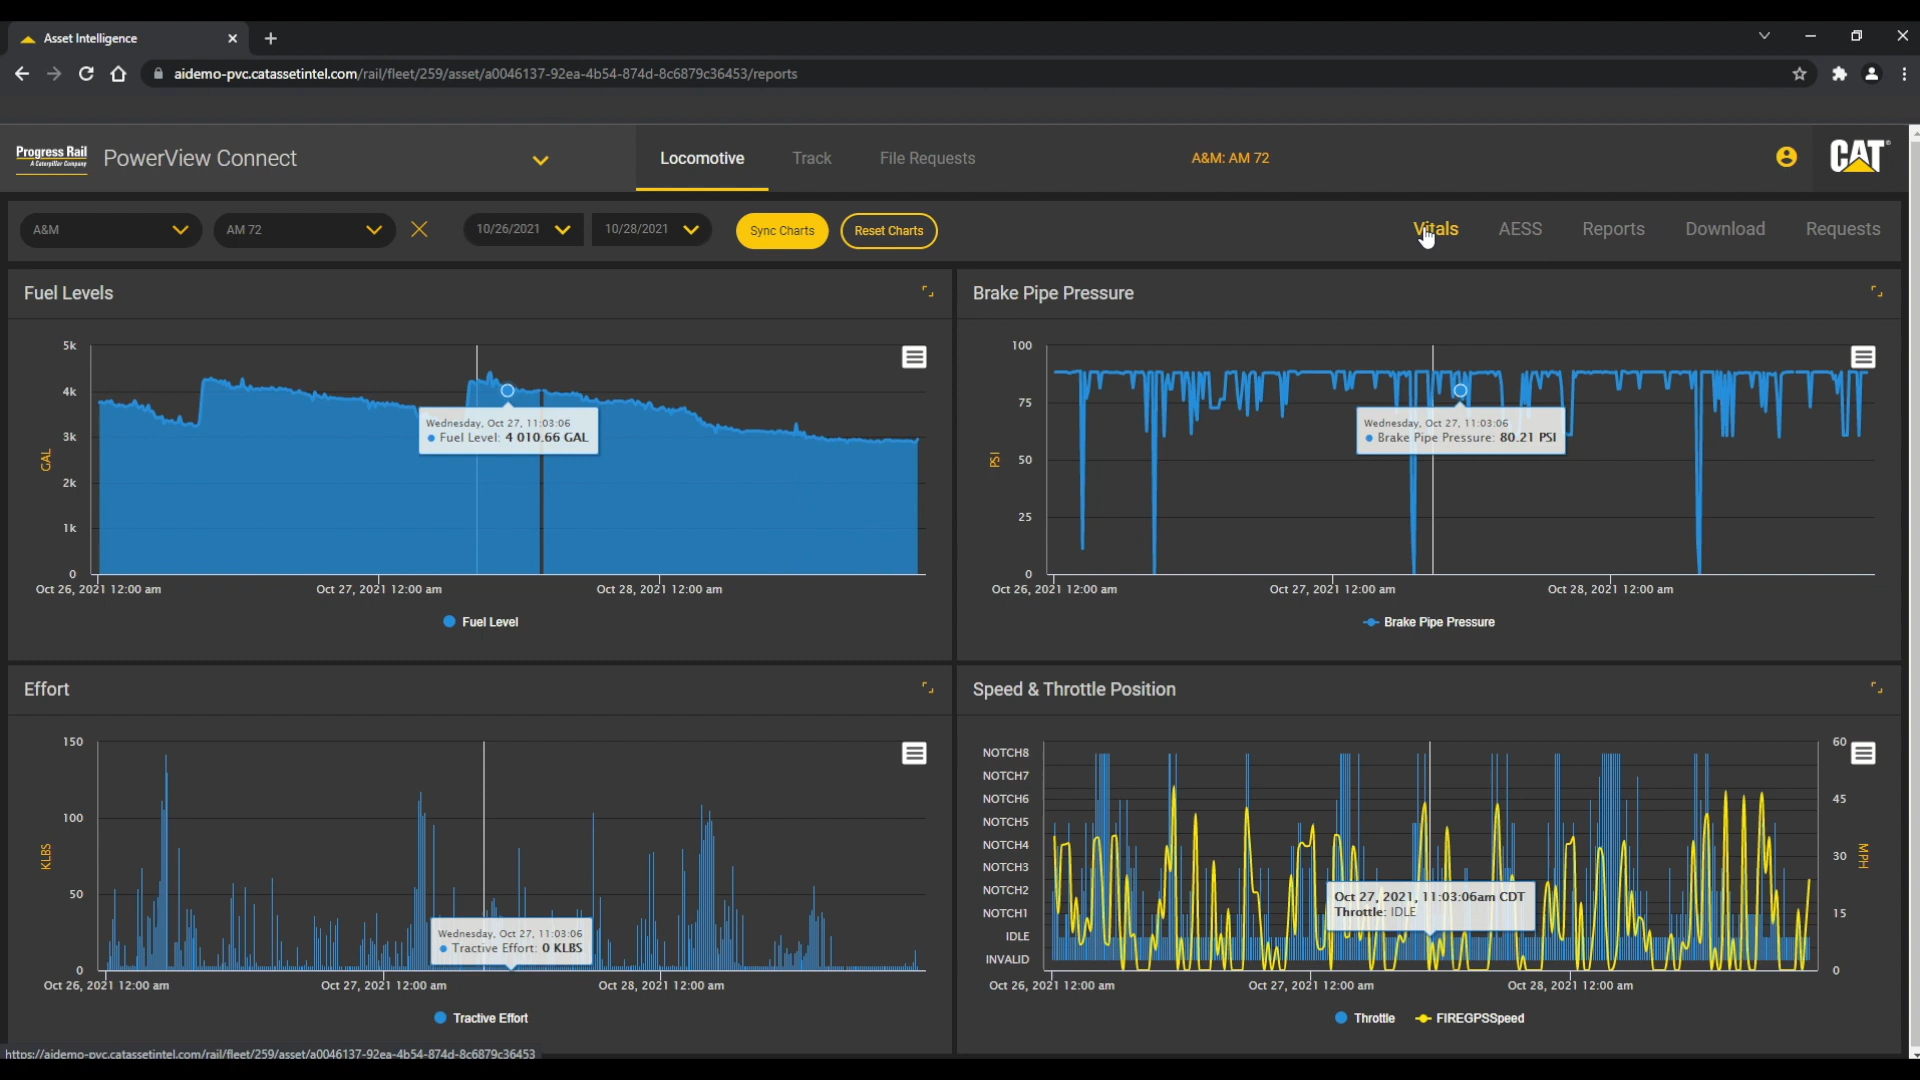 Asset Intelligence
aidemo-pvc.catassetintel.com/rail/fleet/259/asset/a0046137-92ea-4b54-874d-8c6879c36453/reports
Progress Rail
A Caterpillar Company
PowerView Connect
Locomotive
Track
File Requests
A&M: AM 72
CAT
A&M
AM 72
10/26/2021
10/28/2021
Sync Charts
Reset Charts
Vitals
AESS
Reports
Download
Requests
Fuel Levels
5k
4k
3k
2k
1k
0
GAL
Wednesday, Oct 27, 11:03:06
Fuel Level: 4 010.66 GAL
Oct 26, 2021 12:00 am
Oct 27, 2021 12:00 am
Oct 28, 2021 12:00 am
Fuel Level
Brake Pipe Pressure
100
75
50
25
0
PSI
Wednesday, Oct 27, 11:03:06
Brake Pipe Pressure: 80.21 PSI
Oct 26, 2021 12:00 am
Oct 27, 2021 12:00 am
Oct 28, 2021 12:00 am
Brake Pipe Pressure
Effort
150
100
50
0
KLBS
Wednesday, Oct 27, 11:03:06
Tractive Effort: 0 KLBS
Oct 26, 2021 12:00 am
Oct 27, 2021 12:00 am
Oct 28, 2021 12:00 am
Tractive Effort
Speed & Throttle Position
NOTCH8
NOTCH7
NOTCH6
NOTCH5
NOTCH4
NOTCH3
NOTCH2
NOTCH1
IDLE
INVALID
60
45
30
15
0
MPH
Oct 27, 2021, 11:03:06am CDT
Throttle: IDLE
Oct 26, 2021 12:00 am
Oct 27, 2021 12:00 am
Oct 28, 2021 12:00 am
Throttle
FIREGPSSpeed
https://aidemo-pvc.catassetintel.com/rail/fleet/259/asset/a0046137-92ea-4b54-874d-8c6879c36453